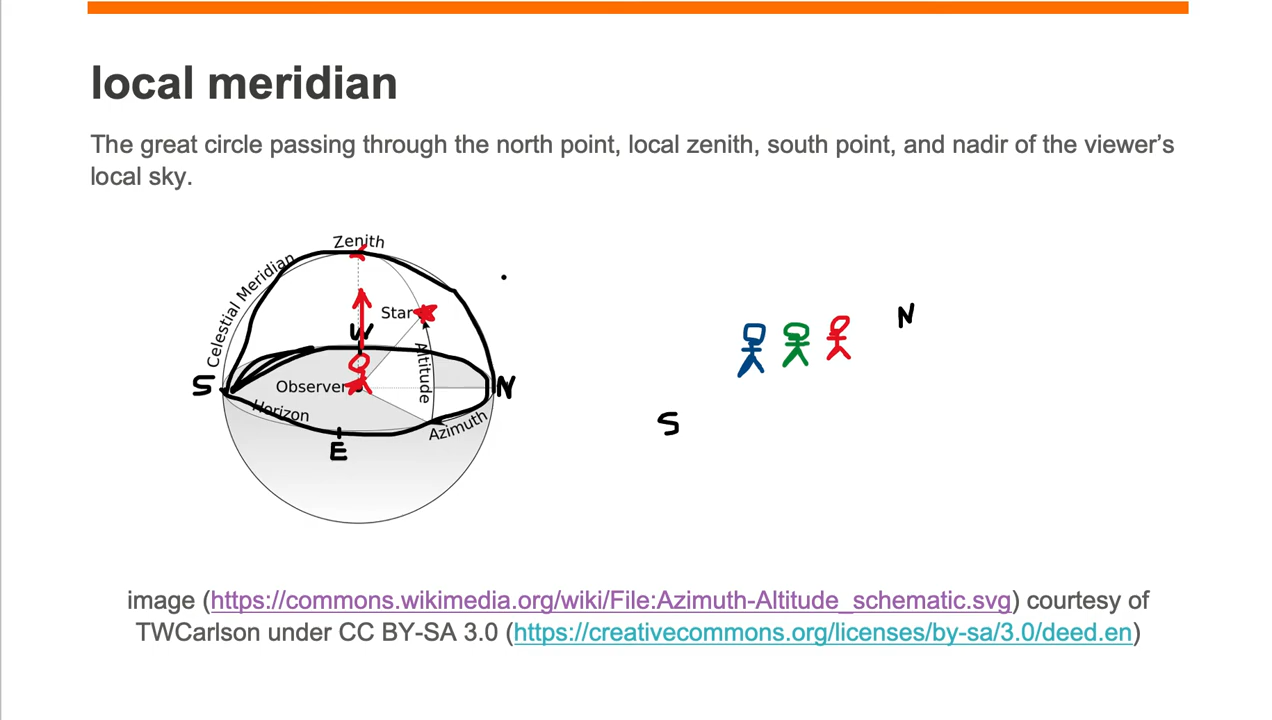 local meridian
The great circle passing through the north point, local zenith, south point, and nadir of the viewer’s
local sky.
Zenith
Celestial Meridian
Star
W
Altitude
S
Observer
N
Horizon
Azimuth
E
N
S
image (https://commons.wikimedia.org/wiki/File:Azimuth-Altitude_schematic.svg) courtesy of
TWCarlson under CC BY-SA 3.0 (https://creativecommons.org/licenses/by-sa/3.0/deed.en)